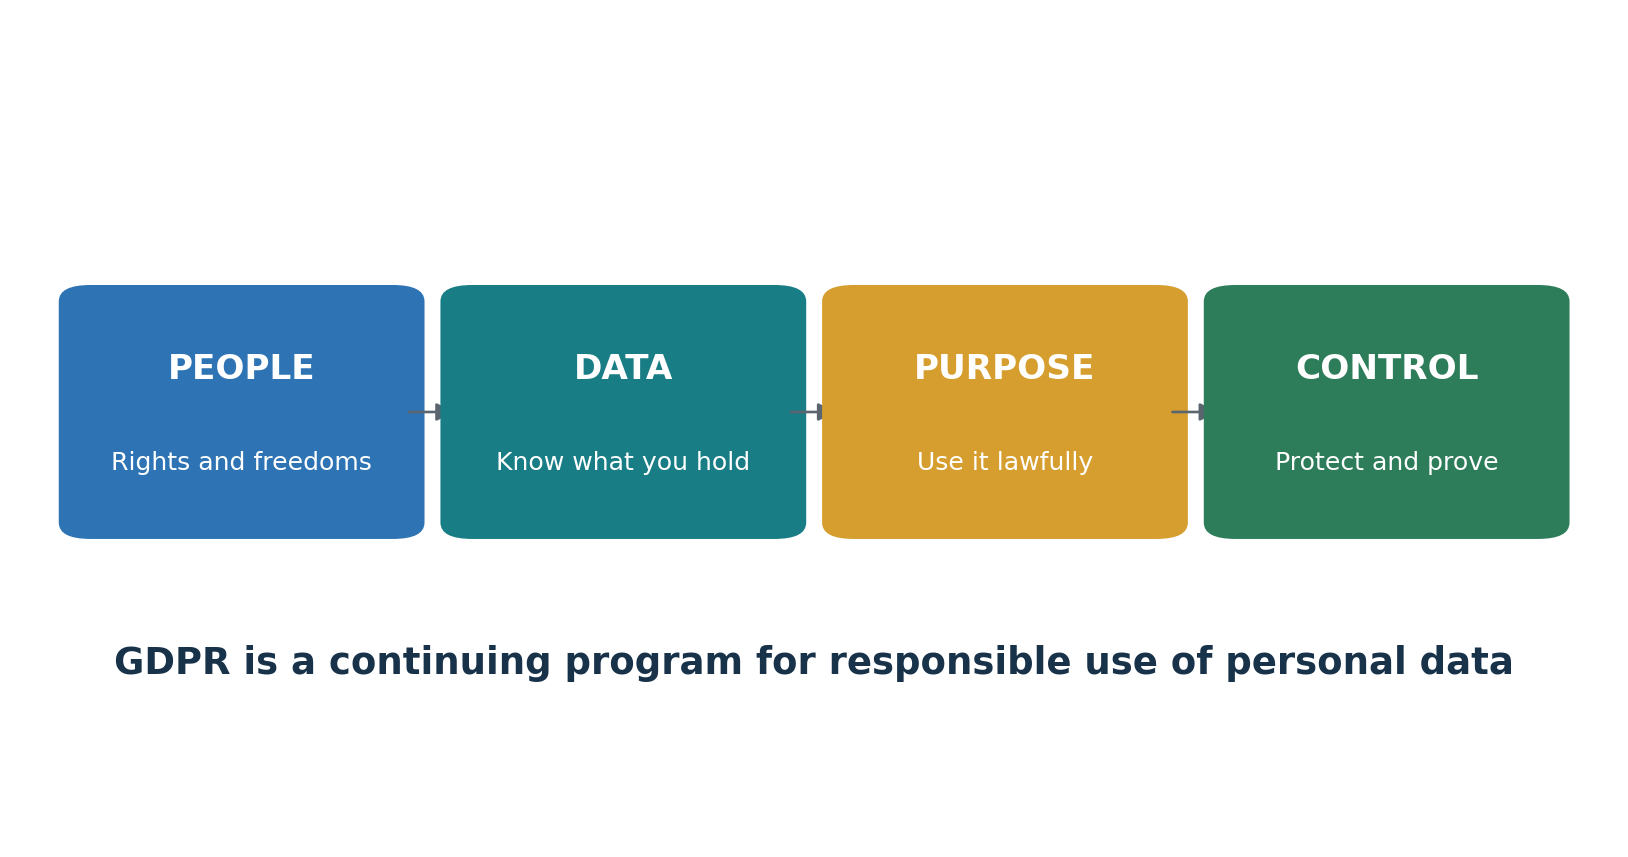 PEOPLE
Rights and freedoms
DATA
Know what you hold
PURPOSE
Use it lawfully
CONTROL
Protect and prove
GDPR is a continuing program for responsible use of personal data